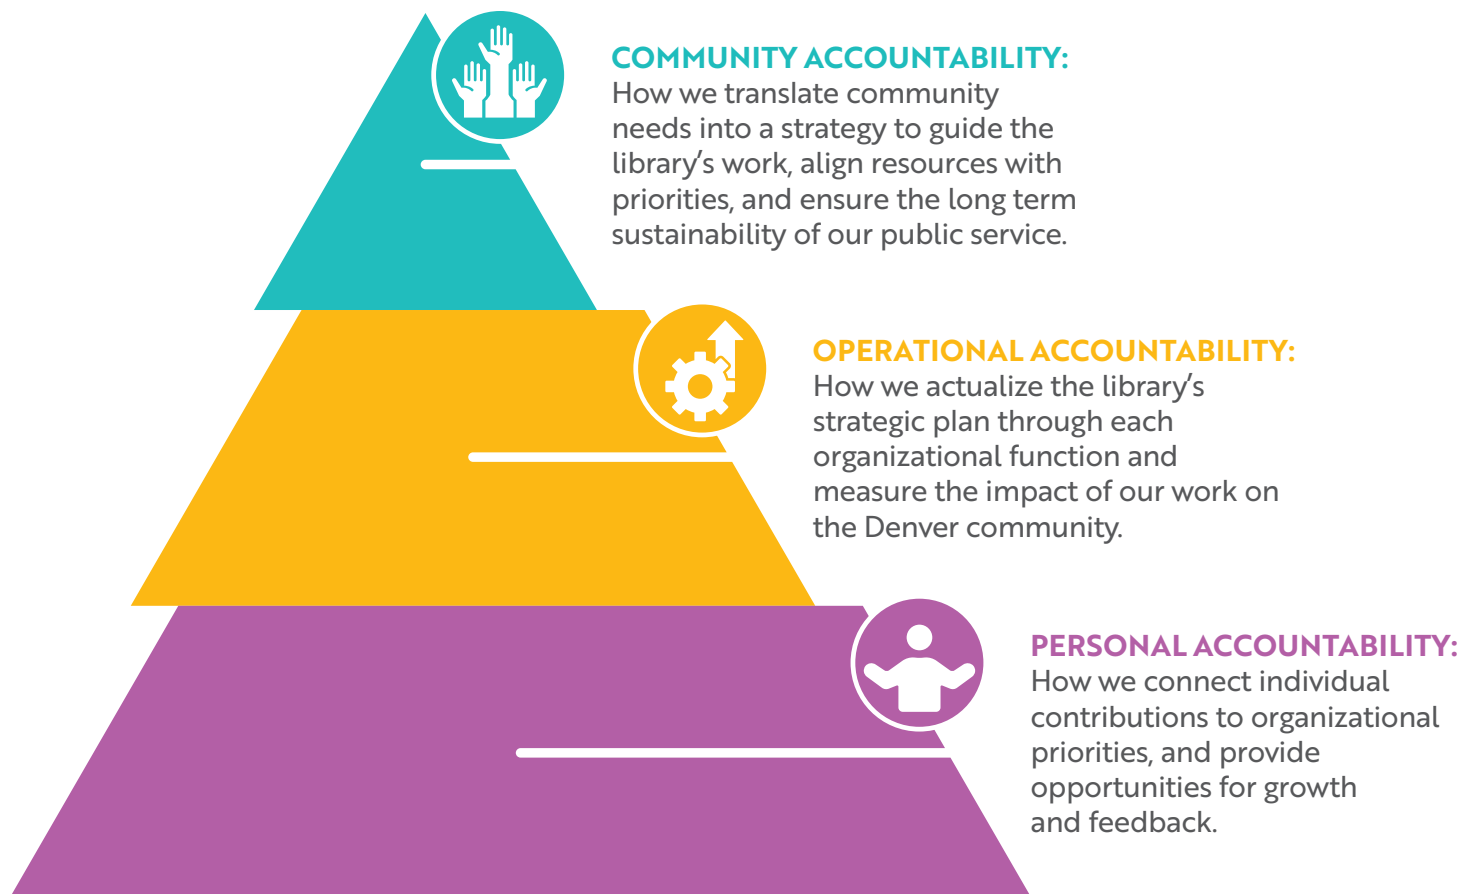 COMMUNITY ACCOUNTABILITY:
How we translate community
needs into a strategy to guide the
library’s work, align resources with
priorities, and ensure the long term
sustainability of our public service.
OPERATIONAL ACCOUNTABILITY:
How we actualize the library’s
strategic plan through each
organizational function and
measure the impact of our work on
the Denver community.
PERSONAL ACCOUNTABILITY:
How we connect individual
contributions to organizational
priorities, and provide
opportunities for growth
and feedback.